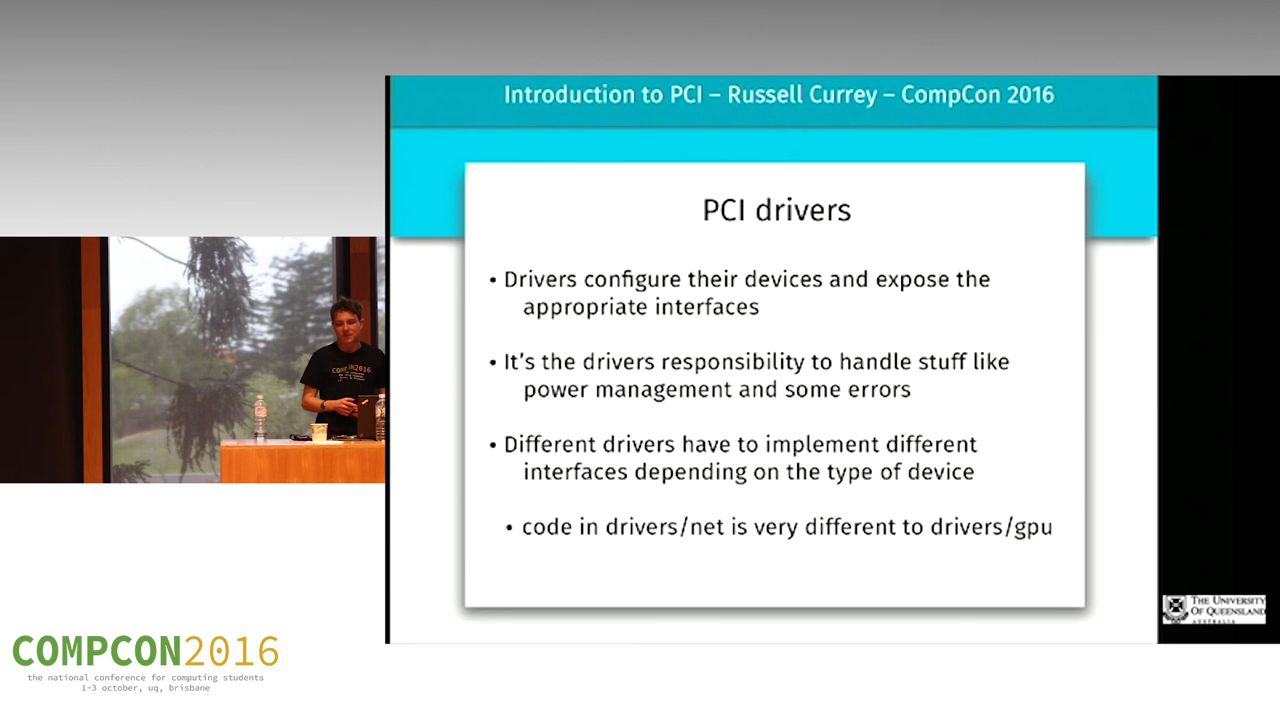 Introduction to PCI – Russell Currey – CompCon 2016
PCI drivers
• Drivers configure their devices and expose the
appropriate interfaces
• It's the drivers responsibility to handle stuff like
power management and some errors
• Different drivers have to implement different
interfaces depending on the type of device
• code in drivers/net is very different to drivers/gpu
COMPCON2016
THE UNIVERSITY
OF QUEENSLAND
AUSTRALIA
COMPCON2016
the national conference for computing students
1-3 october, uq, brisbane